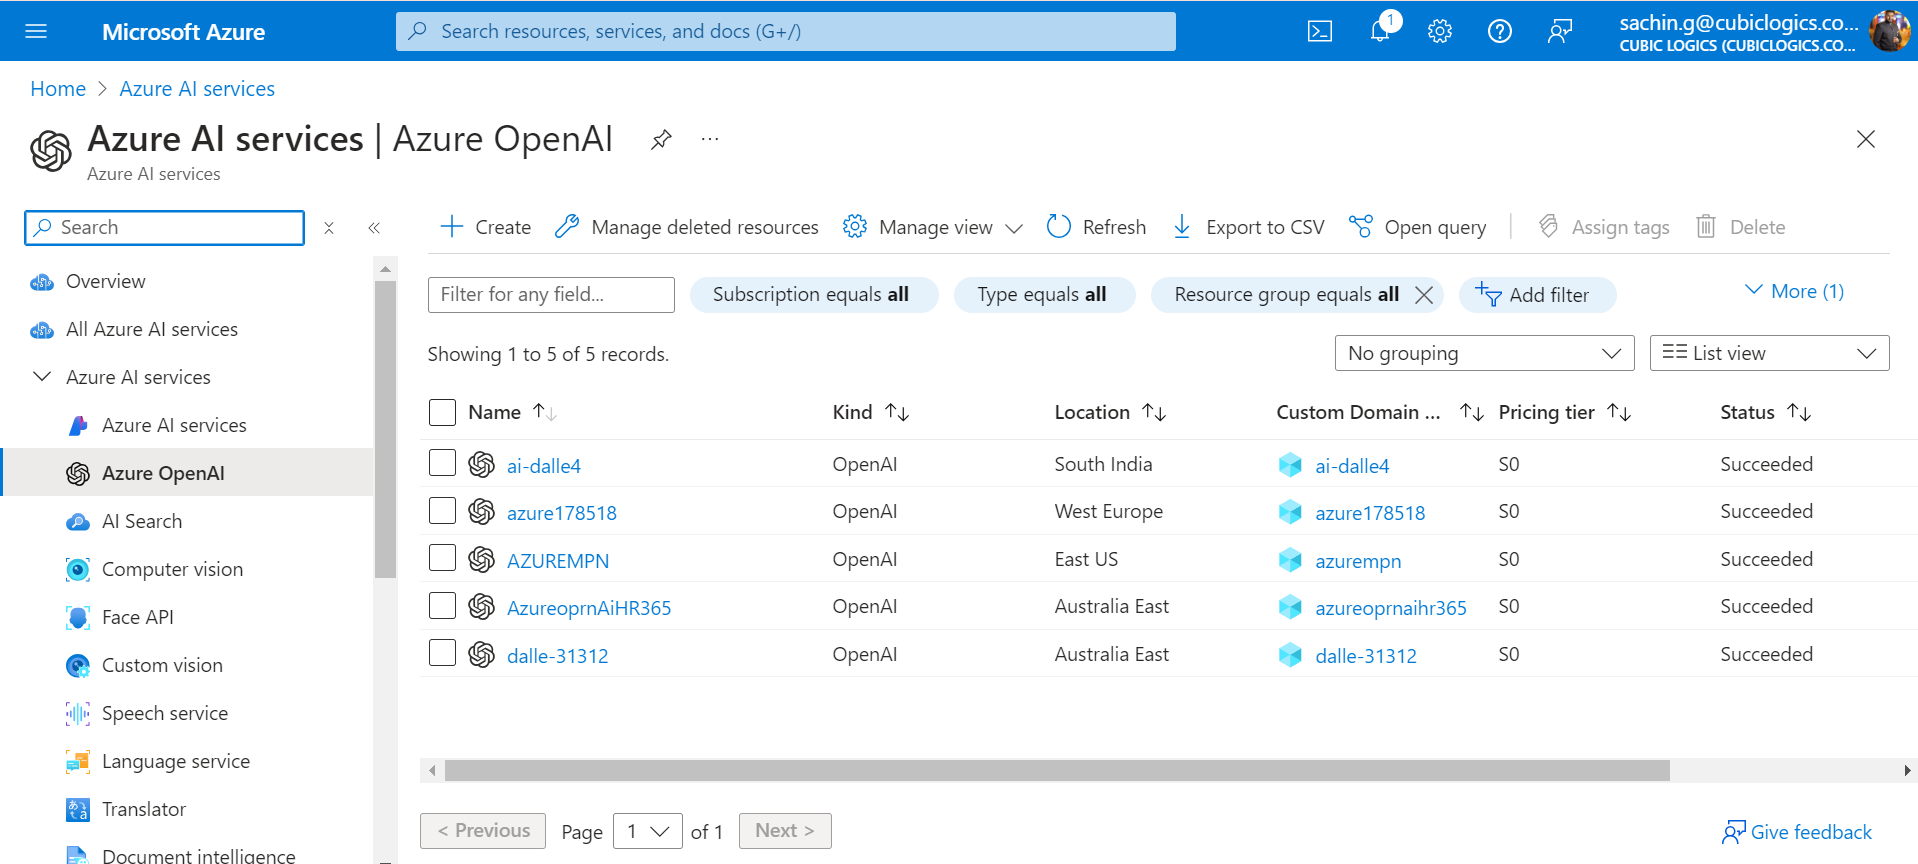 Microsoft Azure
Search resources, services, and docs (G+/)
1
sachin.g@cubiclogics.co...
CUBIC LOGICS (CUBICLOGICS.CO...
Home > Azure AI services
Azure AI services | Azure OpenAI
Azure AI services
Search
Overview
All Azure AI services
Azure AI services
Azure AI services
Azure OpenAI
AI Search
Computer vision
Face API
Custom vision
Speech service
Language service
Translator
Document intelligence
Create
Manage deleted resources
Manage view
Refresh
Export to CSV
Open query
Assign tags
Delete
Filter for any field...
Subscription equals all
Type equals all
Resource group equals all
Add filter
More (1)
Showing 1 to 5 of 5 records.
No grouping
List view
Name Kind Location Custom Domain ... Pricing tier Status
ai-dalle4 OpenAI South India ai-dalle4 S0 Succeeded
azure178518 OpenAI West Europe azure178518 S0 Succeeded
AZUREMPN OpenAI East US azurempn S0 Succeeded
AzureoprnAiHR365 OpenAI Australia East azureoprnaihr365 S0 Succeeded
dalle-31312 OpenAI Australia East dalle-31312 S0 Succeeded
< Previous Page 1 of 1 Next >
Give feedback